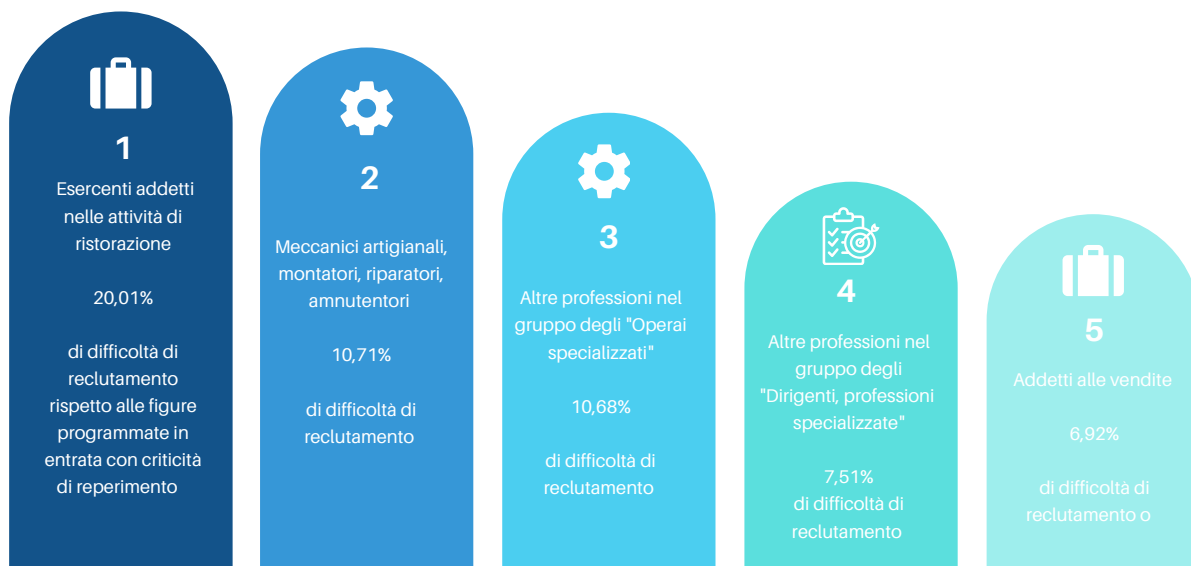 1
Esercenti addetti
nelle attività di
ristorazione
20,01%
di difficoltà di
reclutamento
rispetto alle figure
programmate in
entrata con criticità
di reperimento
2
Meccanici artigianali,
montatori, riparatori,
amnutentori
10,71%
di difficoltà di
reclutamento
3
Altre professioni nel
gruppo degli "Operai
specializzati"
10,68%
di difficoltà di
reclutamento
4
Altre professioni nel
gruppo degli
"Dirigenti, professioni
specializzate"
7,51%
di difficoltà di
reclutamento
5
Addetti alle vendite
6,92%
di difficoltà di
reclutamento o